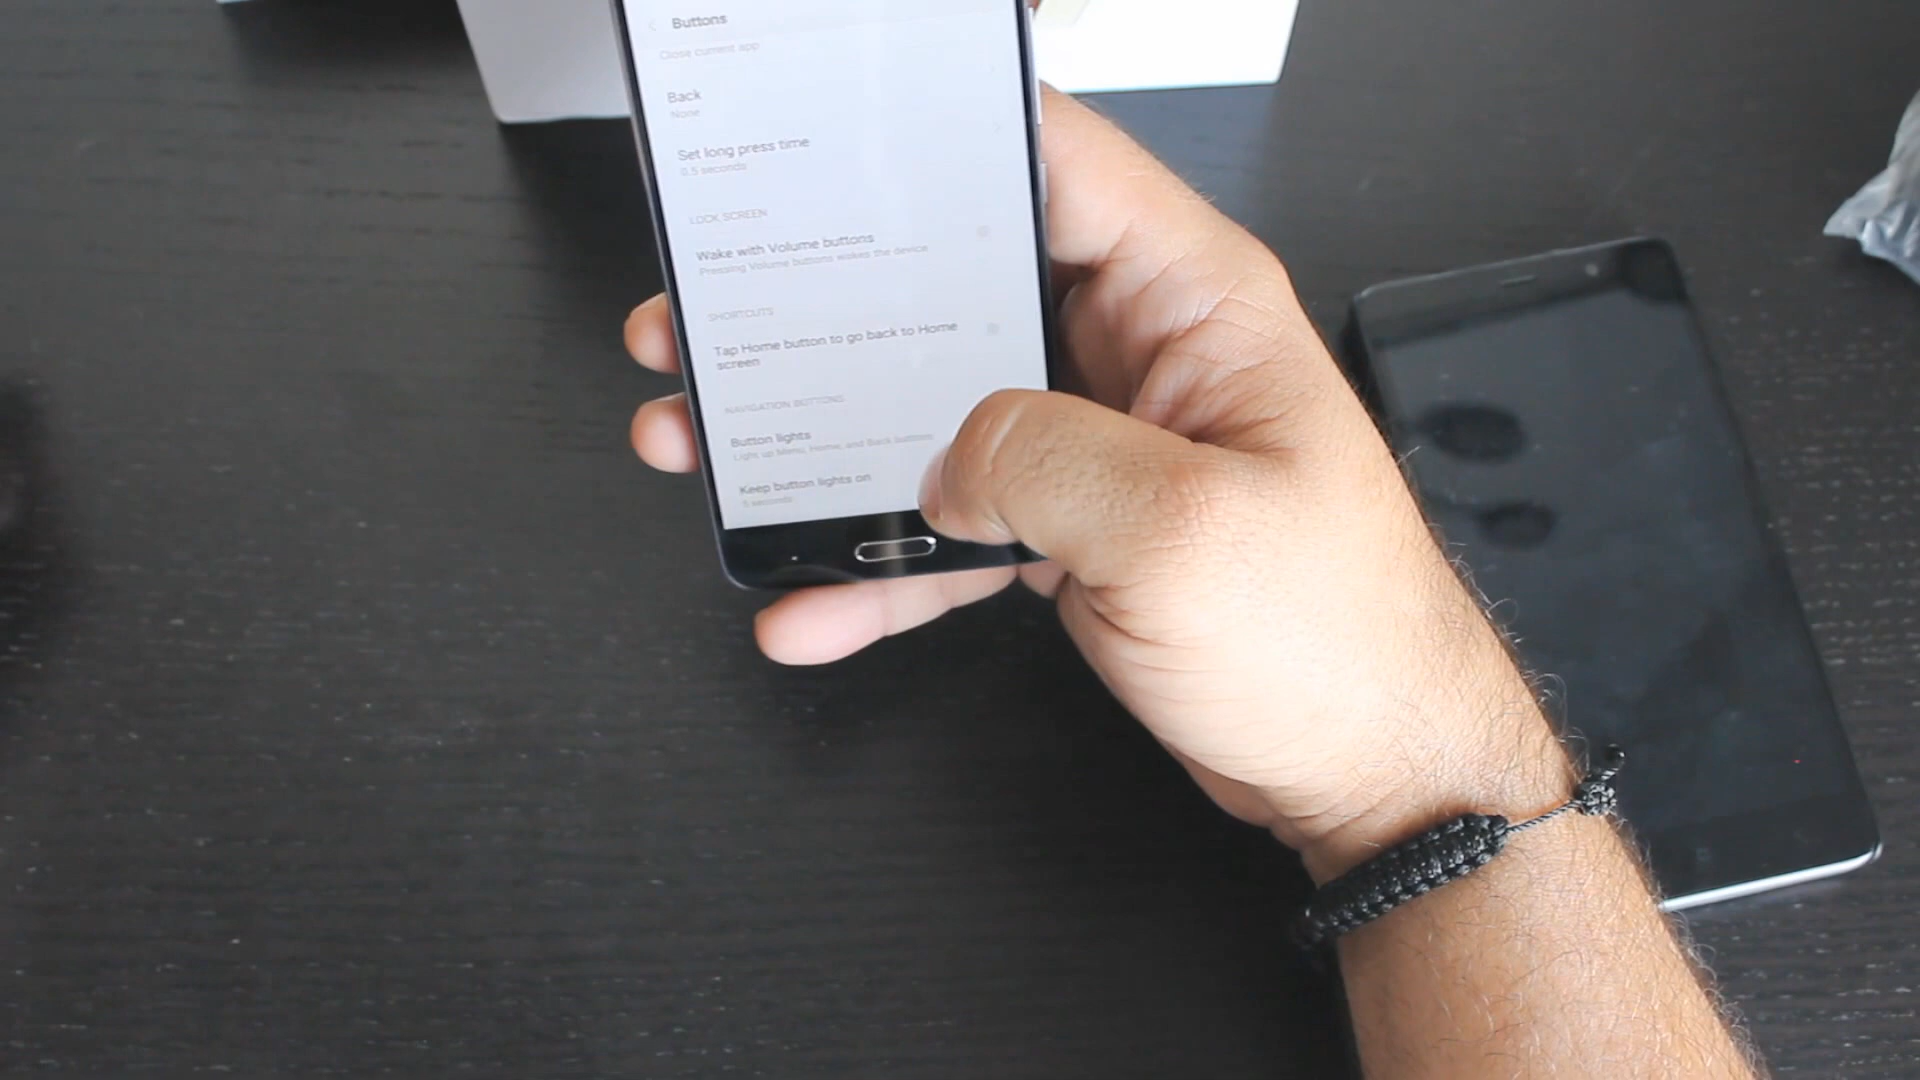 Buttons
Close current app
Back
None
Set long press time
0.5 seconds
LOCK SCREEN
Wake with Volume buttons
Pressing Volume buttons wakes the device
SHORTCUTS
Tap Home button to go back to Home
screen
NAVIGATION BUTTONS
Button lights
Light up Menu, Home, and Back buttons
Keep button lights on
5 seconds